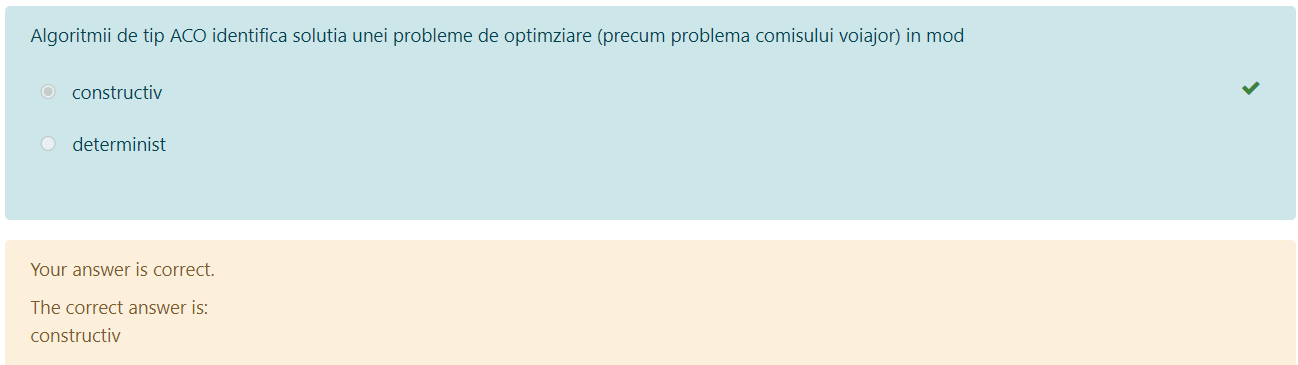 Algoritmii de tip ACO identifica solutia unei probleme de optimziare (precum problema comisului voiajor) in mod
constructiv
determinist
Your answer is correct.
The correct answer is:
constructiv